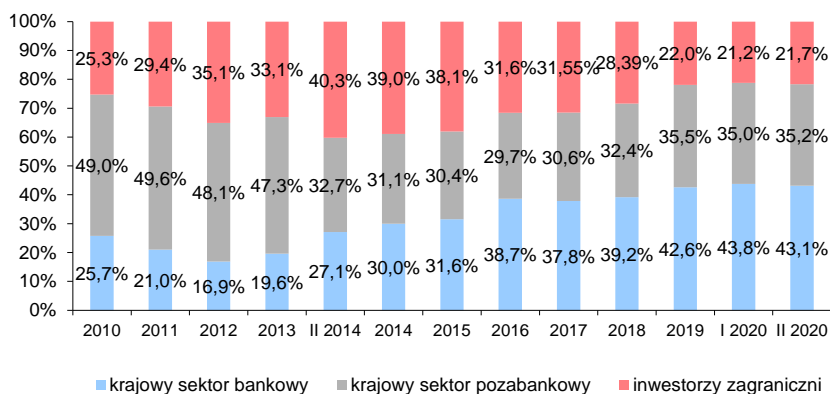 100%
90%
80%
70%
60%
50%
40%
30%
20%
10%
0%
25,3% 29,4% 35,1% 33,1% 40,3% 39,0% 38,1% 31,6% 31,55% 28,39% 22,0% 21,2% 21,7%
49,0% 49,6% 48,1% 47,3% 32,7% 31,1% 30,4% 29,7% 30,6% 32,4% 35,5% 35,0% 35,2%
25,7% 21,0% 16,9% 19,6% 27,1% 30,0% 31,6% 38,7% 37,8% 39,2% 42,6% 43,8% 43,1%
2010 2011 2012 2013 II 2014 2014 2015 2016 2017 2018 2019 I 2020 II 2020
krajowy sektor bankowy krajowy sektor pozabankowy inwestorzy zagraniczni